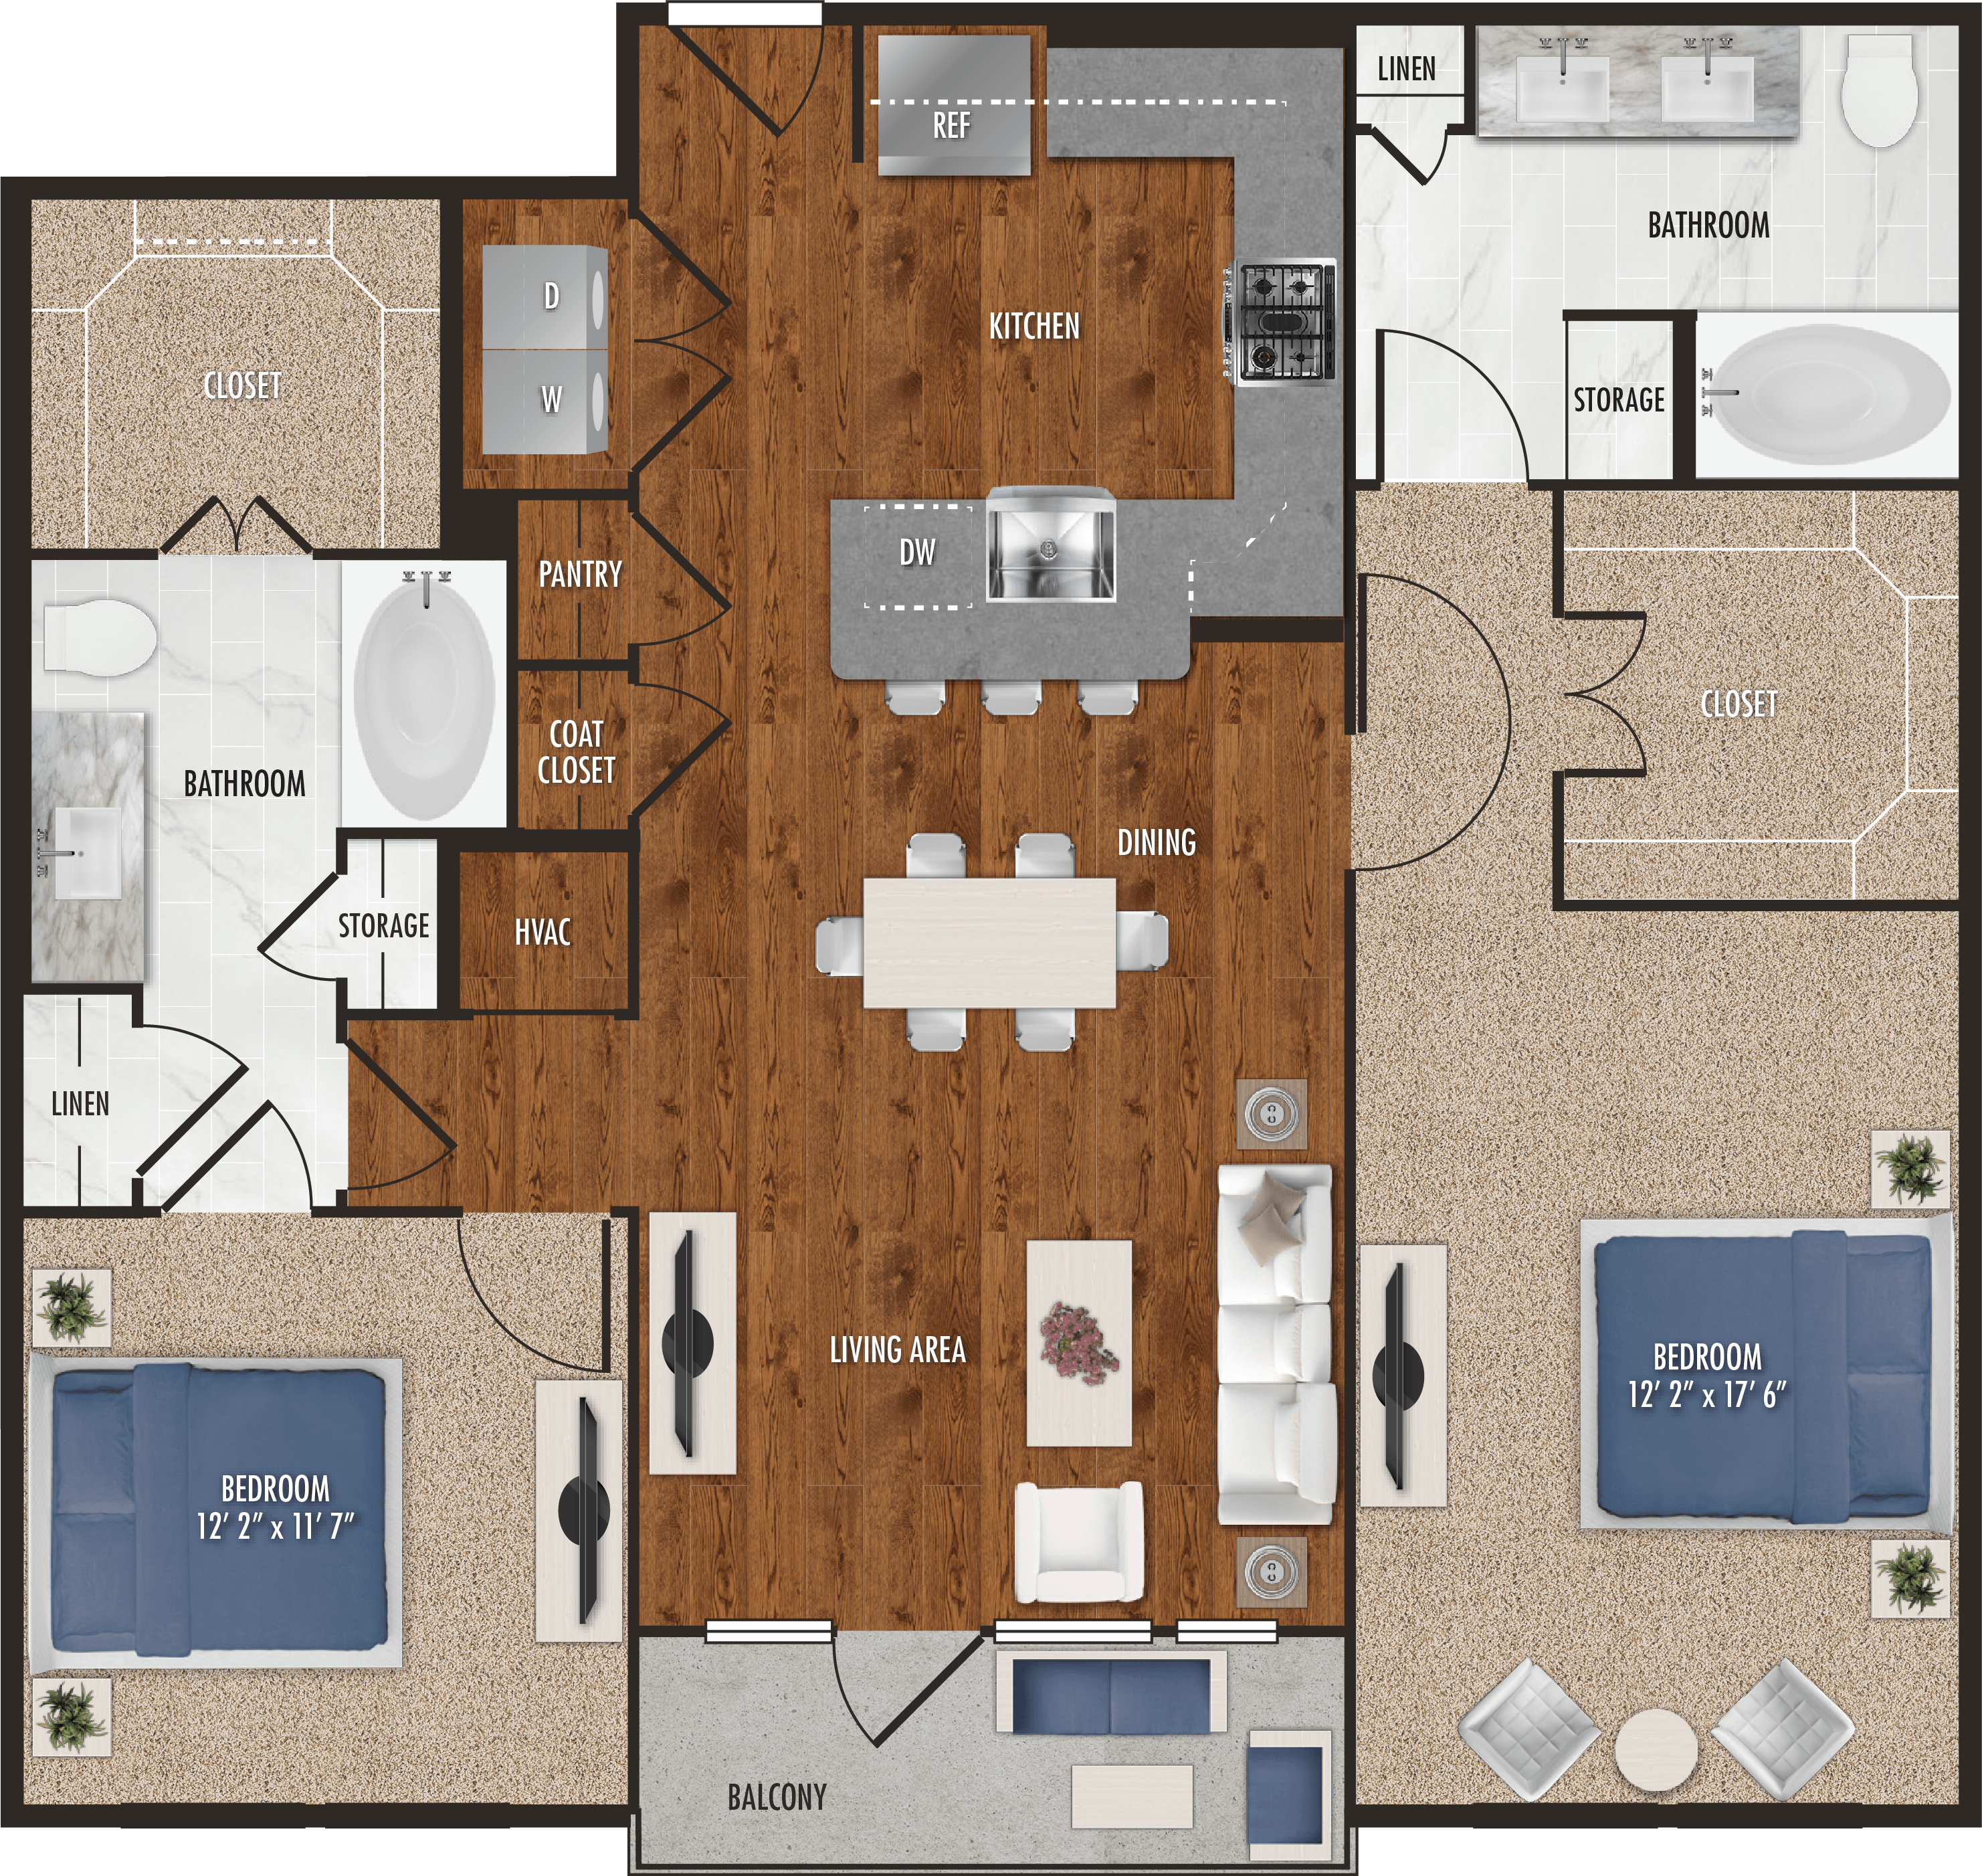 LINEN
REF
BATHROOM
D
KITCHEN
CLOSET
W
STORAGE
DW
PANTRY
CLOSET
COAT
CLOSET
BATHROOM
DINING
STORAGE
HVAC
LINEN
LIVING AREA
BEDROOM
12' 2" x 17' 6"
BEDROOM
12' 2" x 11' 7"
BALCONY